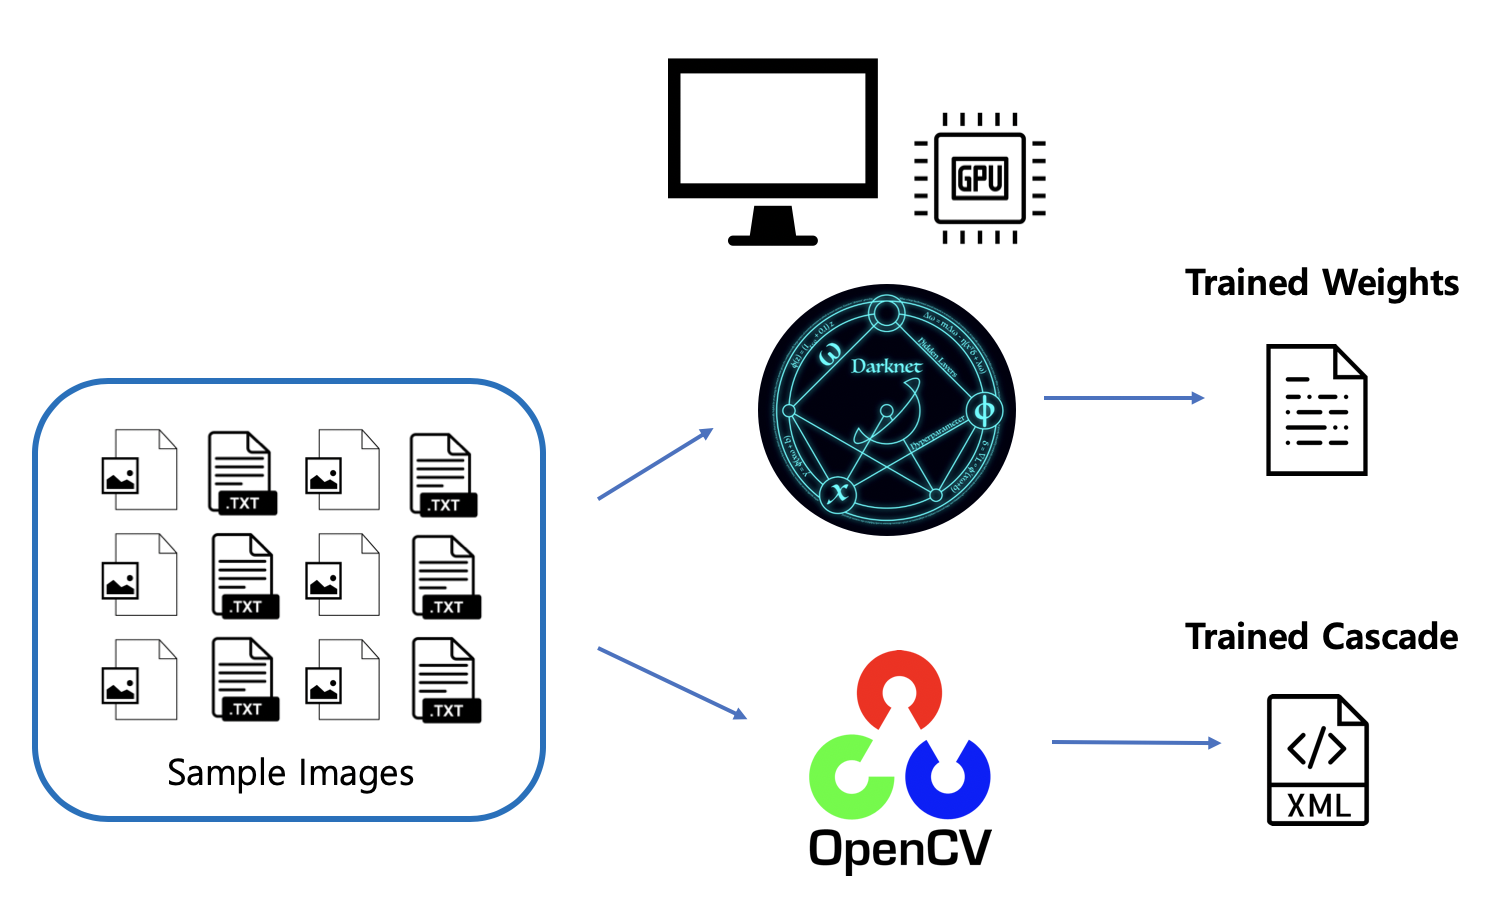 GPU
Trained Weights
Darknet
Hidden Layers
Hyperparameter
ω
ϕ
x
.TXT
.TXT
.TXT
.TXT
.TXT
.TXT
Sample Images
Trained Cascade
</>
XML
OpenCV